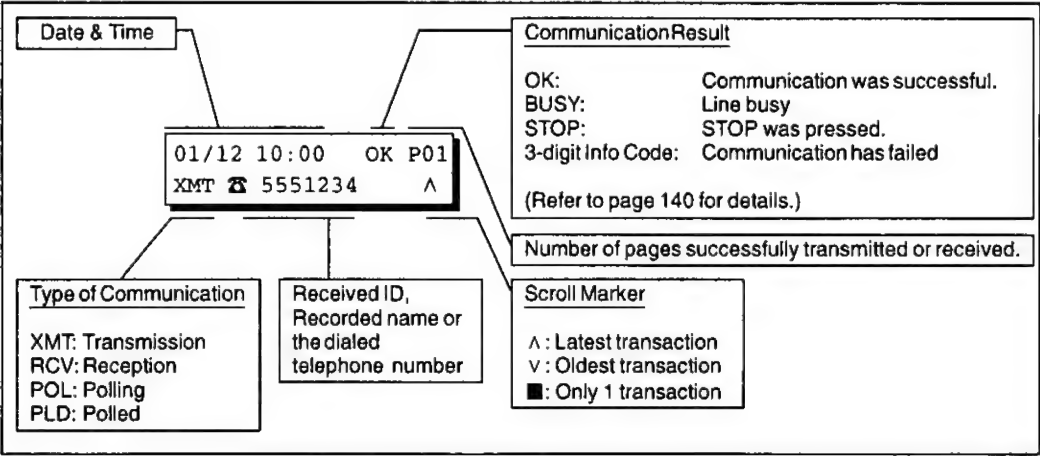 Date & Time
Communication Result
OK: Communication was successful.
BUSY: Line busy
STOP: STOP was pressed.
3-digit Info Code: Communication has failed
(Refer to page 140 for details.)
01/12 10:00 OK P01
XMT ☎ 5551234 ∧
Number of pages successfully transmitted or received.
Type of Communication
XMT: Transmission
RCV: Reception
POL: Polling
PLD: Polled
Received ID,
Recorded name or
the dialed
telephone number
Scroll Marker
∧: Latest transaction
∨: Oldest transaction
■: Only 1 transaction